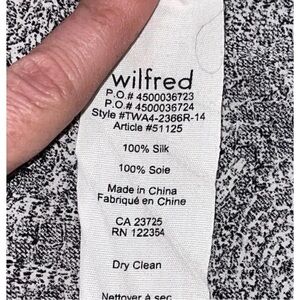 wilfred
P.O.# 4500036723
P.O.# 4500036724
Style #TWA4-2366R-14
Article #51125
100% Silk
100% Soie
Made in China
Fabriqué en Chine
CA 23725
RN 122354
Dry Clean
Nettoyer à sec